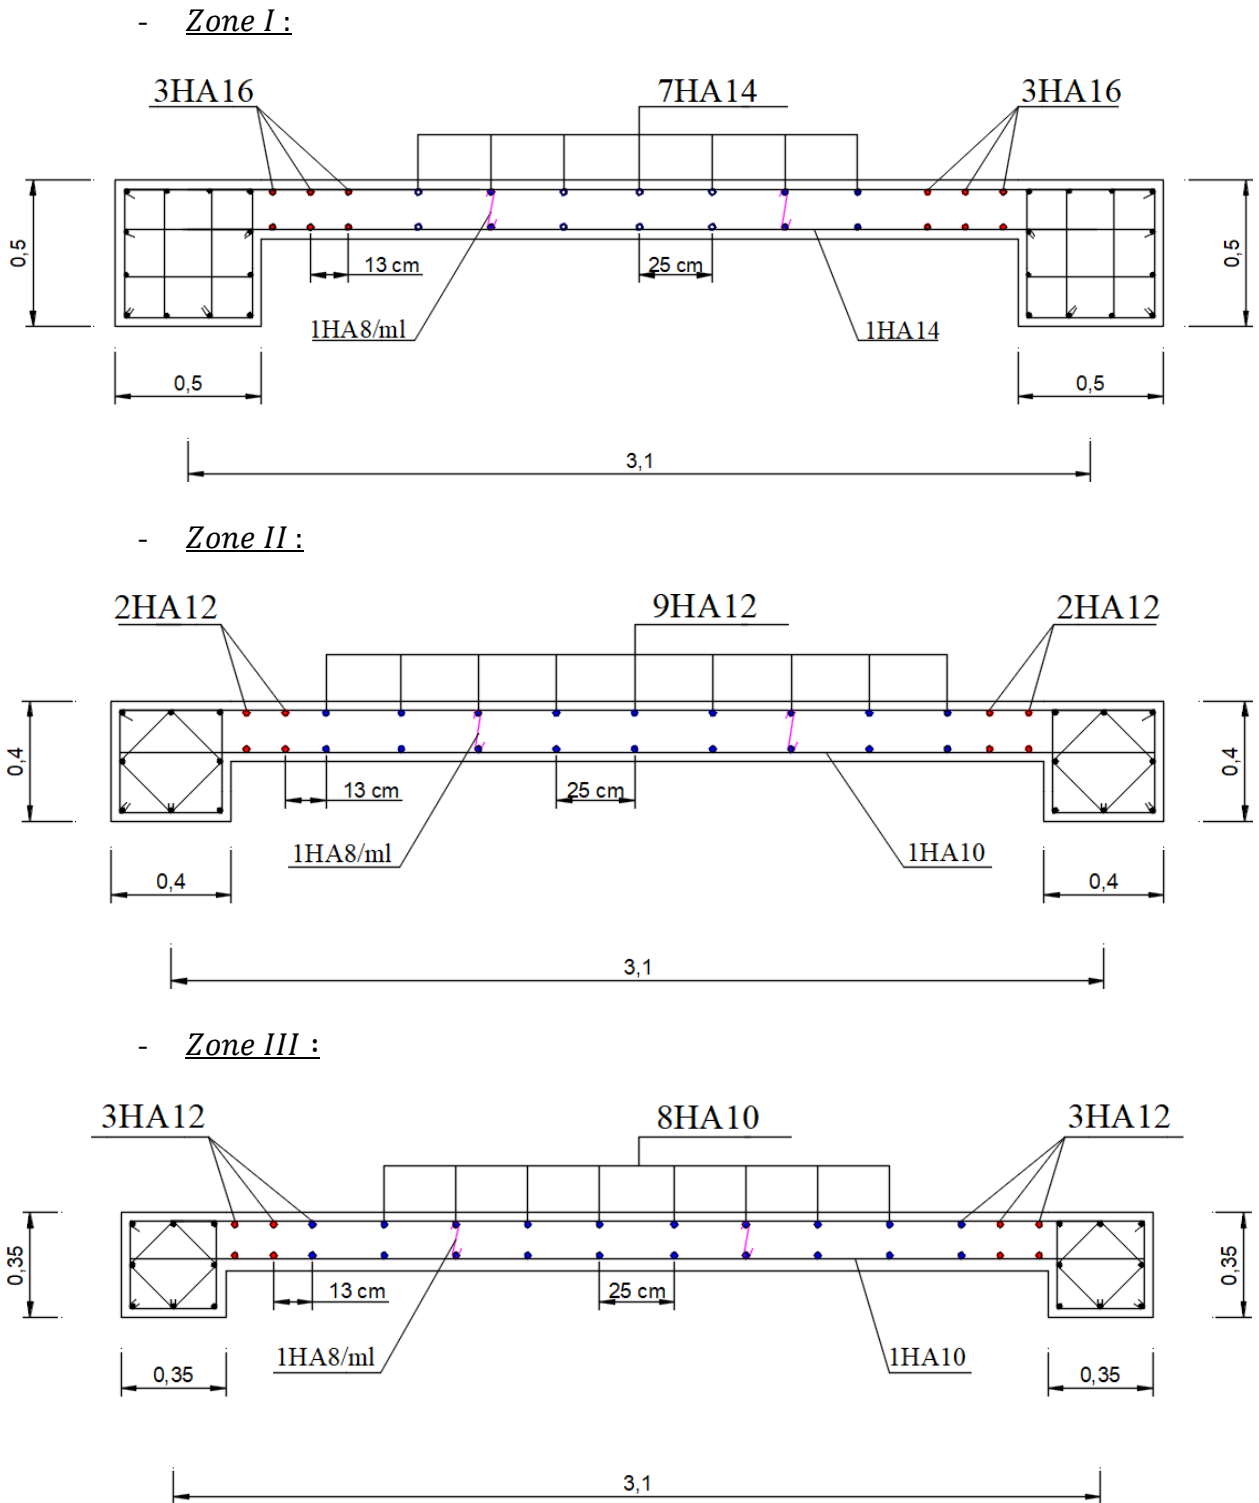 - Zone I :
3HA16 7HA14 3HA16
0,5 0,5
13 cm 25 cm
1HA8/ml 1HA14
0,5 0,5
3,1
- Zone II :
2HA12 9HA12 2HA12
0,4 0,4
13 cm 25 cm
1HA8/ml 1HA10
0,4 0,4
3,1
- Zone III :
3HA12 8HA10 3HA12
0,35 0,35
13 cm 25 cm
1HA8/ml 1HA10
0,35 0,35
3,1